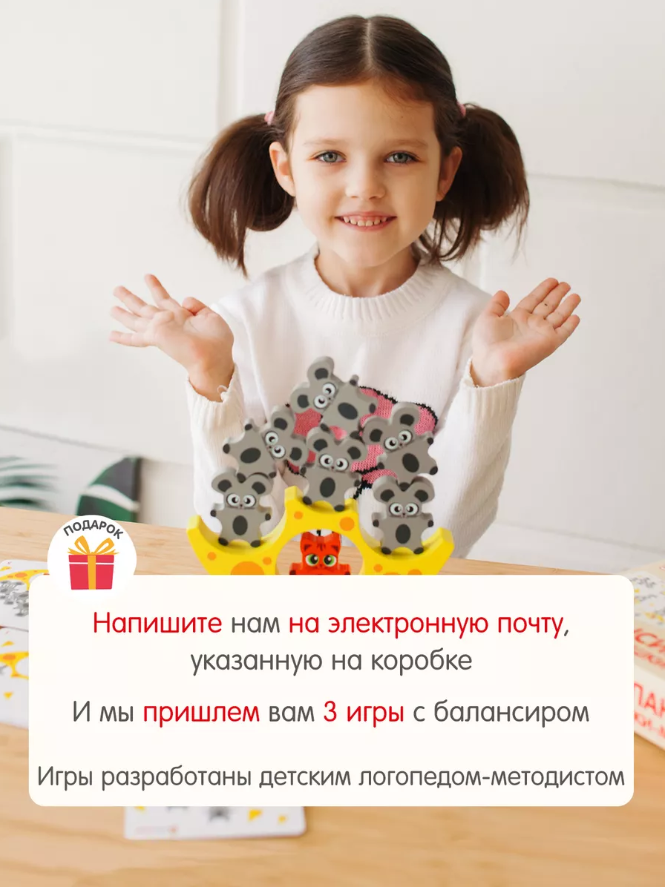 ПОДАРОК
Напишите нам на электронную почту,
указанную на коробке
И мы пришлем вам 3 игры с балансиром
Игры разработаны детским логопедом-методистом